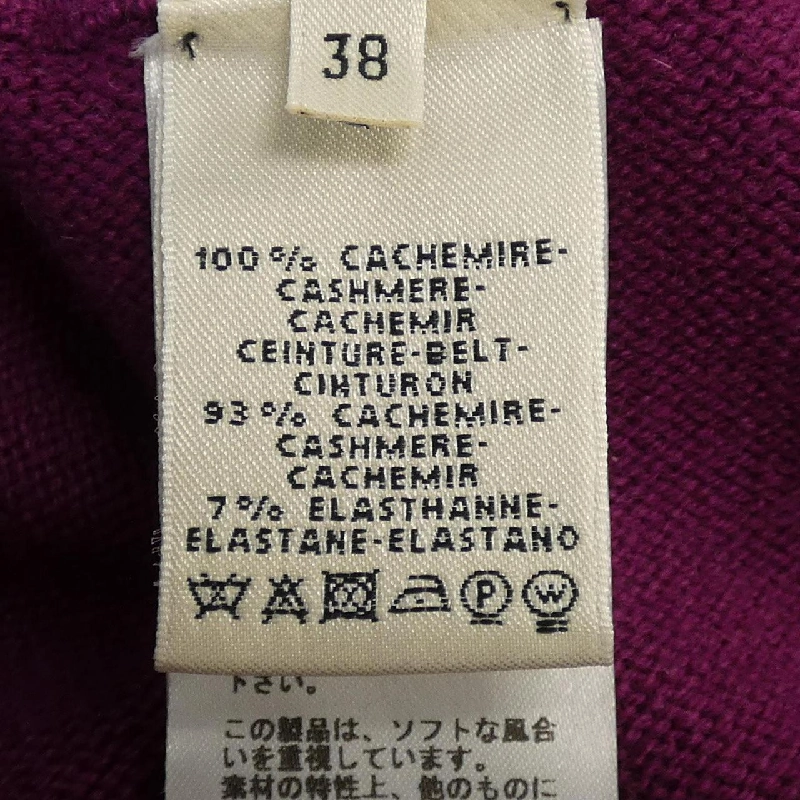 38
100% CACHEMIRE-
CASHMERE-
CACHEMIR
CEINTURE-BELT-
CINTURON
93% CACHEMIRE-
CASHMERE-
CACHEMIR
7% ELASTHANNE-
ELASTANE-ELASTANO
P W
下さい。
この製品は、ソフトな風合
いを重視しています。
素材の特性上、他のものに